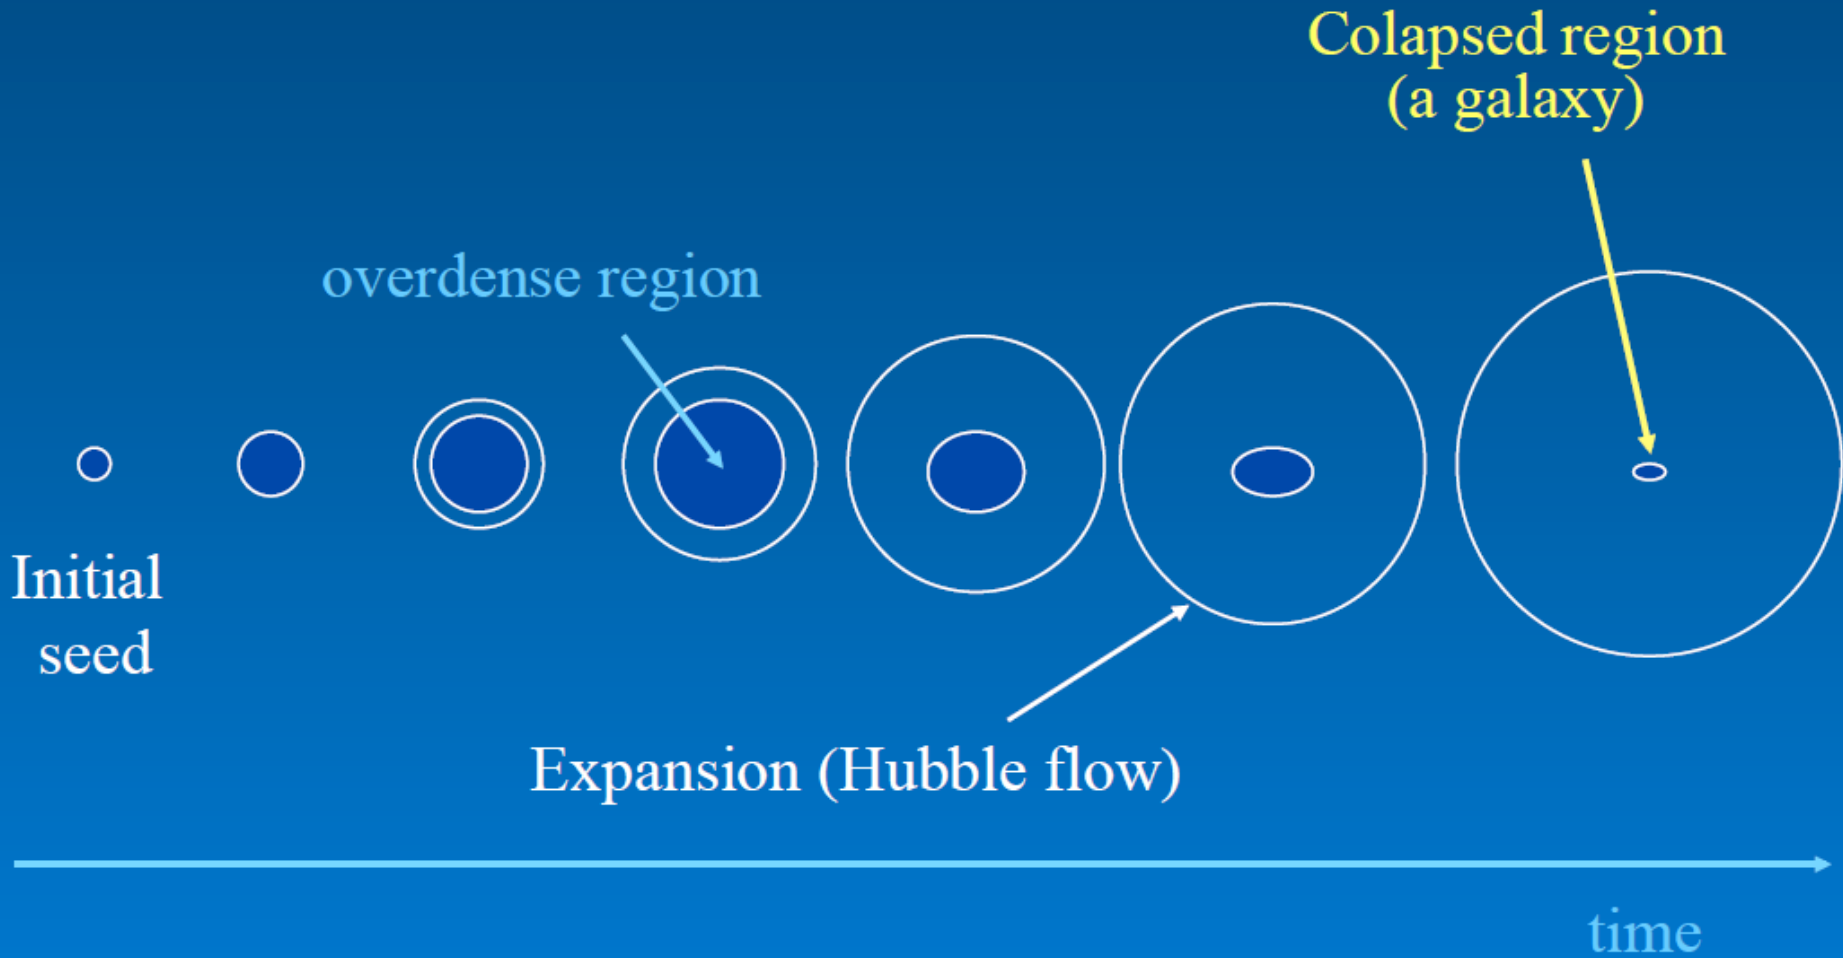 Colapsed region
(a galaxy)
overdense region
Initial
seed
Expansion (Hubble flow)
time